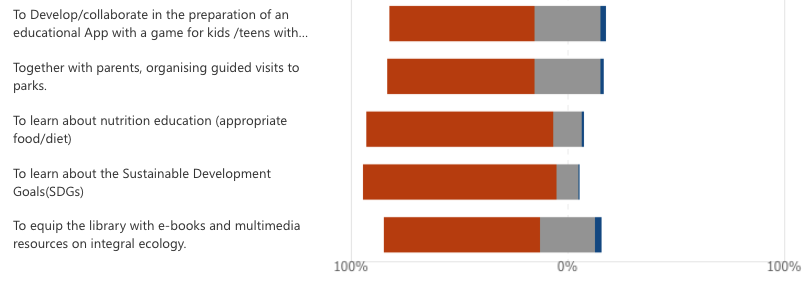 To Develop/collaborate in the preparation of an
educational App with a game for kids /teens with...
Together with parents, organising guided visits to
parks.
To learn about nutrition education (appropriate
food/diet)
To learn about the Sustainable Development
Goals(SDGs)
To equip the library with e-books and multimedia
resources on integral ecology.
100% 0% 100%